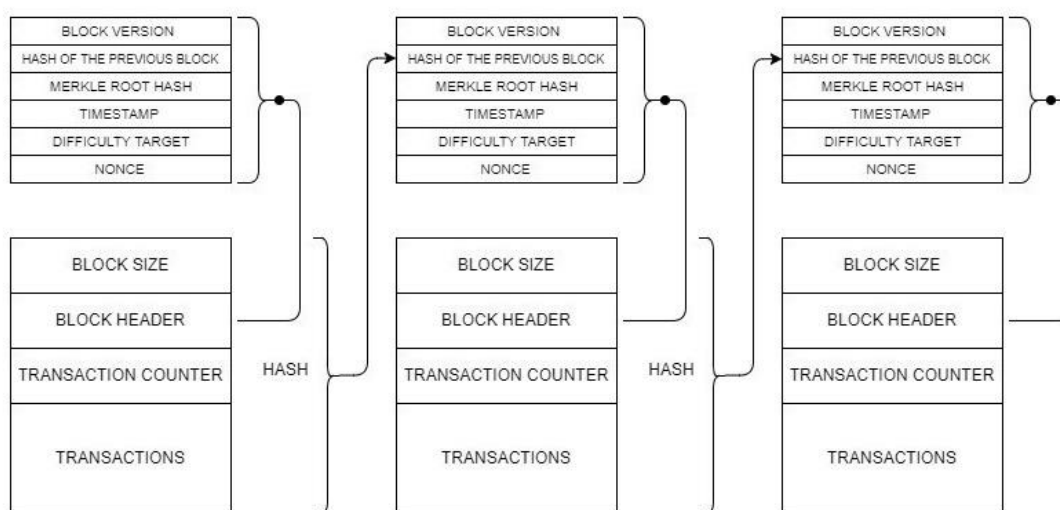 BLOCK VERSION
HASH OF THE PREVIOUS BLOCK
MERKLE ROOT HASH
TIMESTAMP
DIFFICULTY TARGET
NONCE
BLOCK SIZE
BLOCK HEADER
TRANSACTION COUNTER
TRANSACTIONS
HASH
BLOCK VERSION
HASH OF THE PREVIOUS BLOCK
MERKLE ROOT HASH
TIMESTAMP
DIFFICULTY TARGET
NONCE
BLOCK SIZE
BLOCK HEADER
TRANSACTION COUNTER
TRANSACTIONS
HASH
BLOCK VERSION
HASH OF THE PREVIOUS BLOCK
MERKLE ROOT HASH
TIMESTAMP
DIFFICULTY TARGET
NONCE
BLOCK SIZE
BLOCK HEADER
TRANSACTION COUNTER
TRANSACTIONS